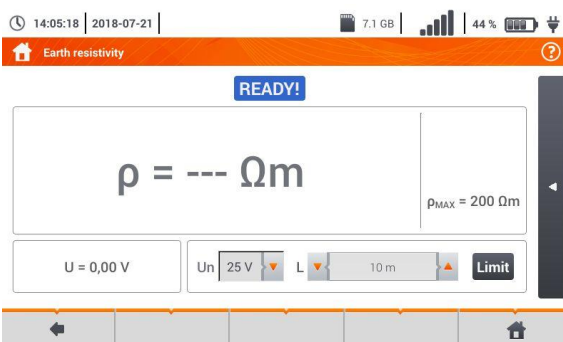 14:05:18 2018-07-21 7.1 GB 44 %
Earth resistivity ?
READY!
ρ = --- Ωm
ρMAX = 200 Ωm
U = 0,00 V Un 25 V L 10 m Limit